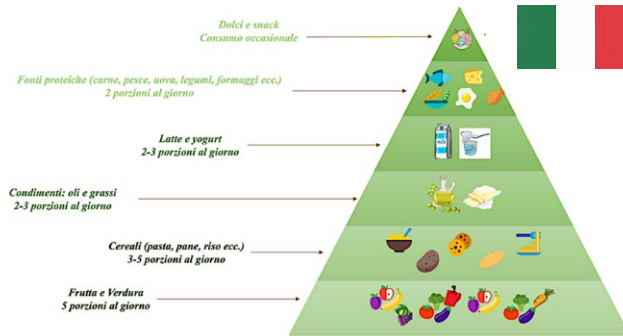 Dolci e snack
Consumo occasionale
Fonti proteiche (carne, pesce, uova, legumi, formaggi ecc.)
2 porzioni al giorno
Latte e yogurt
2-3 porzioni al giorno
Condimenti: oli e grassi
2-3 porzioni al giorno
Cereali (pasta, pane, riso ecc.)
3-5 porzioni al giorno
Frutta e Verdura
5 porzioni al giorno